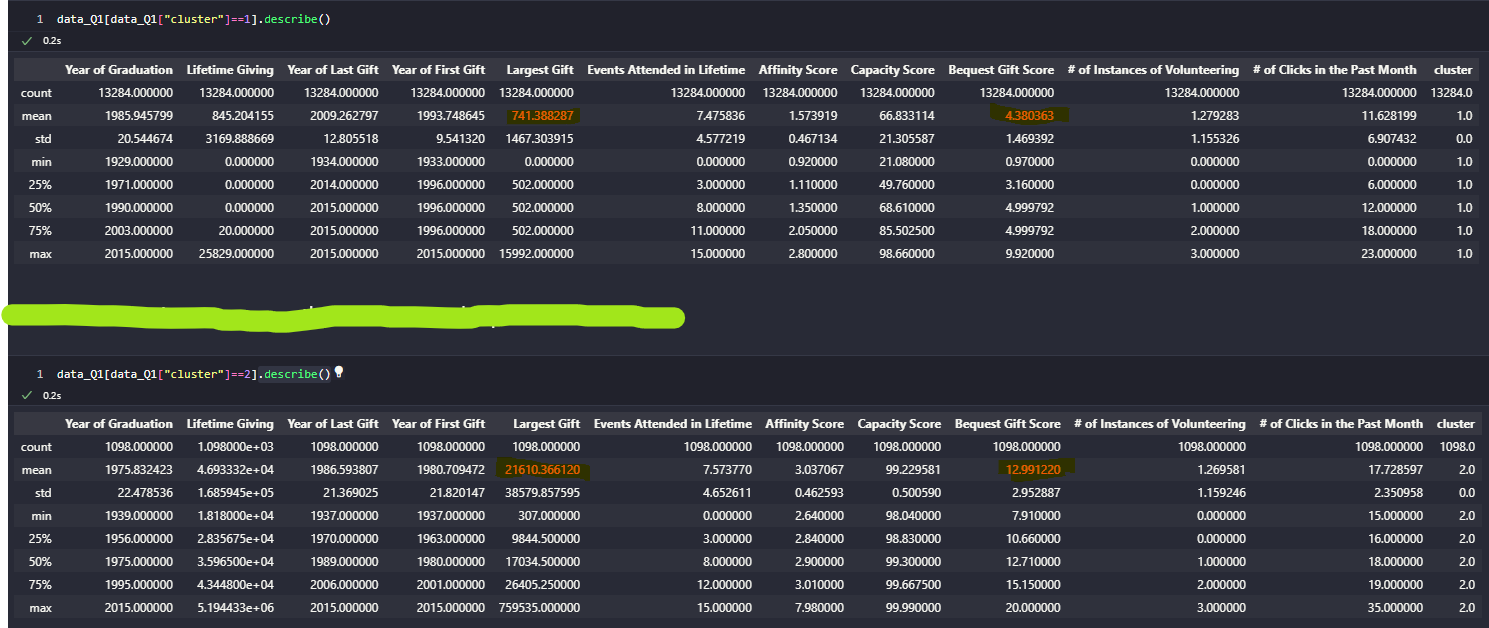 1 data_Q1[data_Q1["cluster"]==1].describe()
✓ 0.2s
Year of Graduation Lifetime Giving Year of Last Gift Year of First Gift Largest Gift Events Attended in Lifetime Affinity Score Capacity Score Bequest Gift Score # of Instances of Volunteering # of Clicks in the Past Month cluster
count 13284.000000 13284.000000 13284.000000 13284.000000 13284.000000 13284.000000 13284.000000 13284.000000 13284.000000 13284.000000 13284.000000 13284.0
mean 1985.945799 845.204155 2009.262797 1993.748645 741.388287 7.475836 1.573919 66.833114 4.380363 1.279283 11.628199 1.0
std 20.544674 3169.888669 12.805518 9.541320 1467.303915 4.577219 0.467134 21.305587 1.469392 1.155326 6.907432 0.0
min 1929.000000 0.000000 1934.000000 1933.000000 0.000000 0.000000 0.920000 21.080000 0.970000 0.000000 0.000000 1.0
25% 1971.000000 0.000000 2014.000000 1996.000000 502.000000 3.000000 1.110000 49.760000 3.160000 0.000000 6.000000 1.0
50% 1990.000000 0.000000 2015.000000 1996.000000 502.000000 8.000000 1.350000 68.610000 4.999792 1.000000 12.000000 1.0
75% 2003.000000 20.000000 2015.000000 1996.000000 502.000000 11.000000 2.050000 85.502500 4.999792 2.000000 18.000000 1.0
max 2015.000000 25829.000000 2015.000000 2015.000000 15992.000000 15.000000 2.800000 98.660000 9.920000 3.000000 23.000000 1.0
1 data_Q1[data_Q1["cluster"]==2].describe()
✓ 0.2s
Year of Graduation Lifetime Giving Year of Last Gift Year of First Gift Largest Gift Events Attended in Lifetime Affinity Score Capacity Score Bequest Gift Score # of Instances of Volunteering # of Clicks in the Past Month cluster
count 1098.000000 1.098000e+03 1098.000000 1098.000000 1098.000000 1098.000000 1098.000000 1098.000000 1098.000000 1098.000000 1098.000000 1098.0
mean 1975.832423 4.693332e+04 1986.593807 1980.709472 21610.366120 7.573770 3.037067 99.229581 12.991220 1.269581 17.728597 2.0
std 22.478536 1.685945e+05 21.369025 21.820147 38579.857595 4.652611 0.462593 0.500590 2.952887 1.159246 2.350958 0.0
min 1939.000000 1.818000e+04 1937.000000 1937.000000 307.000000 0.000000 2.640000 98.040000 7.910000 0.000000 15.000000 2.0
25% 1956.000000 2.835675e+04 1970.000000 1963.000000 9844.500000 3.000000 2.840000 98.830000 10.660000 0.000000 16.000000 2.0
50% 1975.000000 3.596500e+04 1989.000000 1980.000000 17034.500000 8.000000 2.900000 99.300000 12.710000 1.000000 18.000000 2.0
75% 1995.000000 4.344800e+04 2006.000000 2001.000000 26405.250000 12.000000 3.010000 99.667500 15.150000 2.000000 19.000000 2.0
max 2015.000000 5.194433e+06 2015.000000 2015.000000 759535.000000 15.000000 7.980000 99.990000 20.000000 3.000000 35.000000 2.0